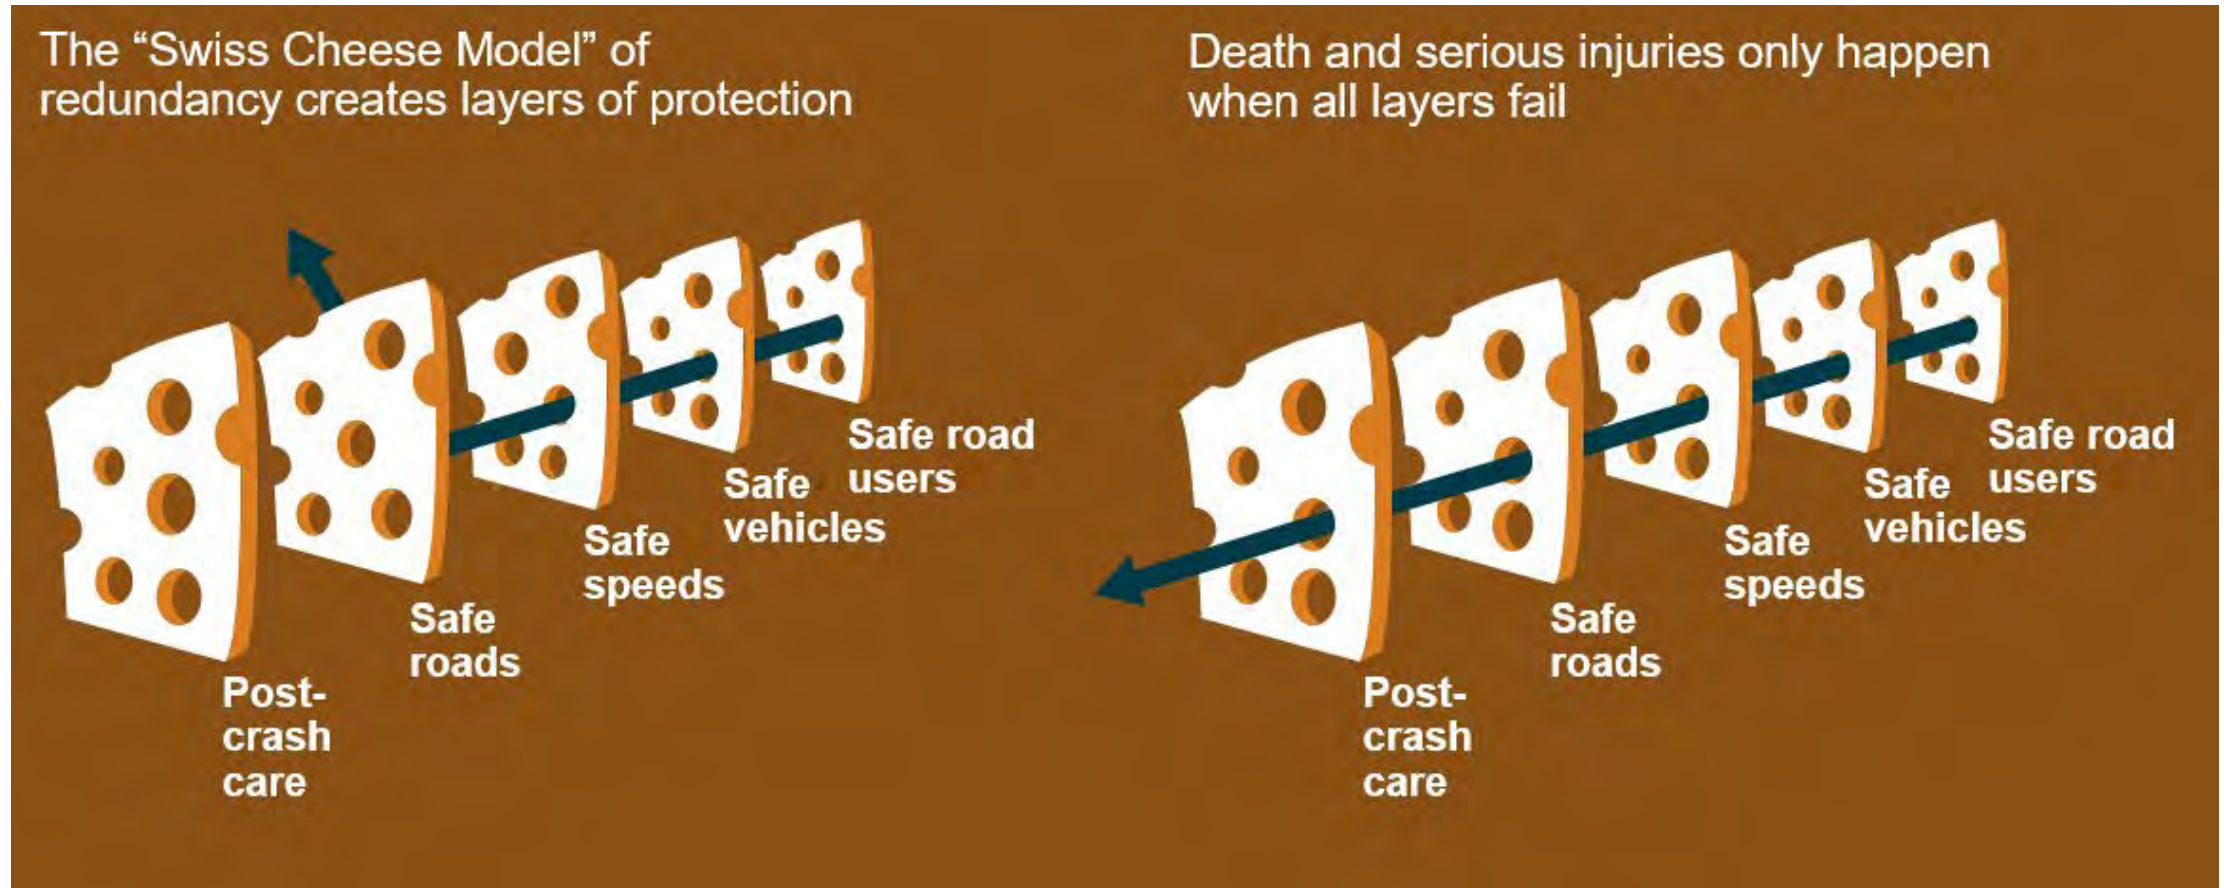 The “Swiss Cheese Model” of
redundancy creates layers of protection
Safe road
users
Safe
vehicles
Safe
speeds
Safe
roads
Post-
crash
care
Death and serious injuries only happen
when all layers fail
Safe road
users
Safe
vehicles
Safe
speeds
Safe
roads
Post-
crash
care